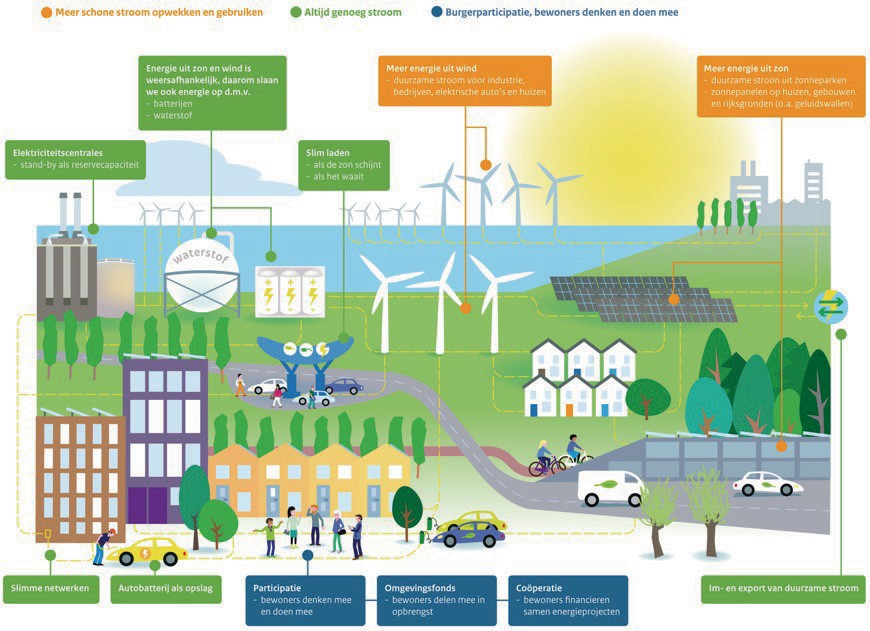 Meer schone stroom opwekken en gebruiken
Altijd genoeg stroom
Burgerparticipatie, bewoners denken en doen mee
Energie uit zon en wind is
weersafhankelijk, daarom slaan
we ook energie op d.m.v.
- batterijen
- waterstof
Meer energie uit wind
- duurzame stroom voor industrie,
bedrijven, elektrische auto's en huizen
Meer energie uit zon
- duurzame stroon uit zonneparken
- zonnepanelen op huizen, gebouwen
en rijksgronden (o.a. geluidswallen)
Elektriciteitscentrales
- stand-by als reservecapaciteit
Slim laden
- als de zon schijnt
- als het waait
waterstof
Slimme netwerken
Autobatterij als opslag
Participatie
- bewoners denken mee
en doen mee
Omgevingsfonds
- bewoners delen mee in
opbrengst
Coöperatie
- bewoners financieren
samen energieprojecten
Im- en export van duurzame stroom